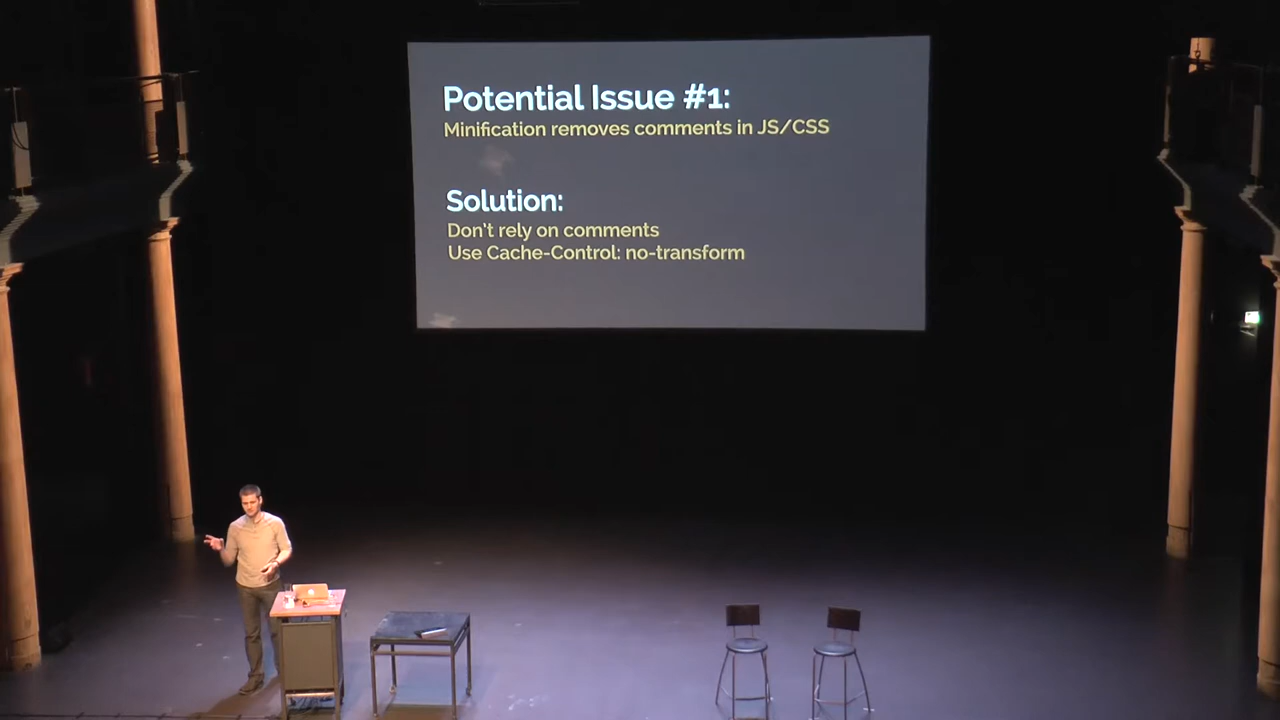 Potential Issue #1:
Minification removes comments in JS/CSS
Solution:
Don't rely on comments
Use Cache-Control: no-transform